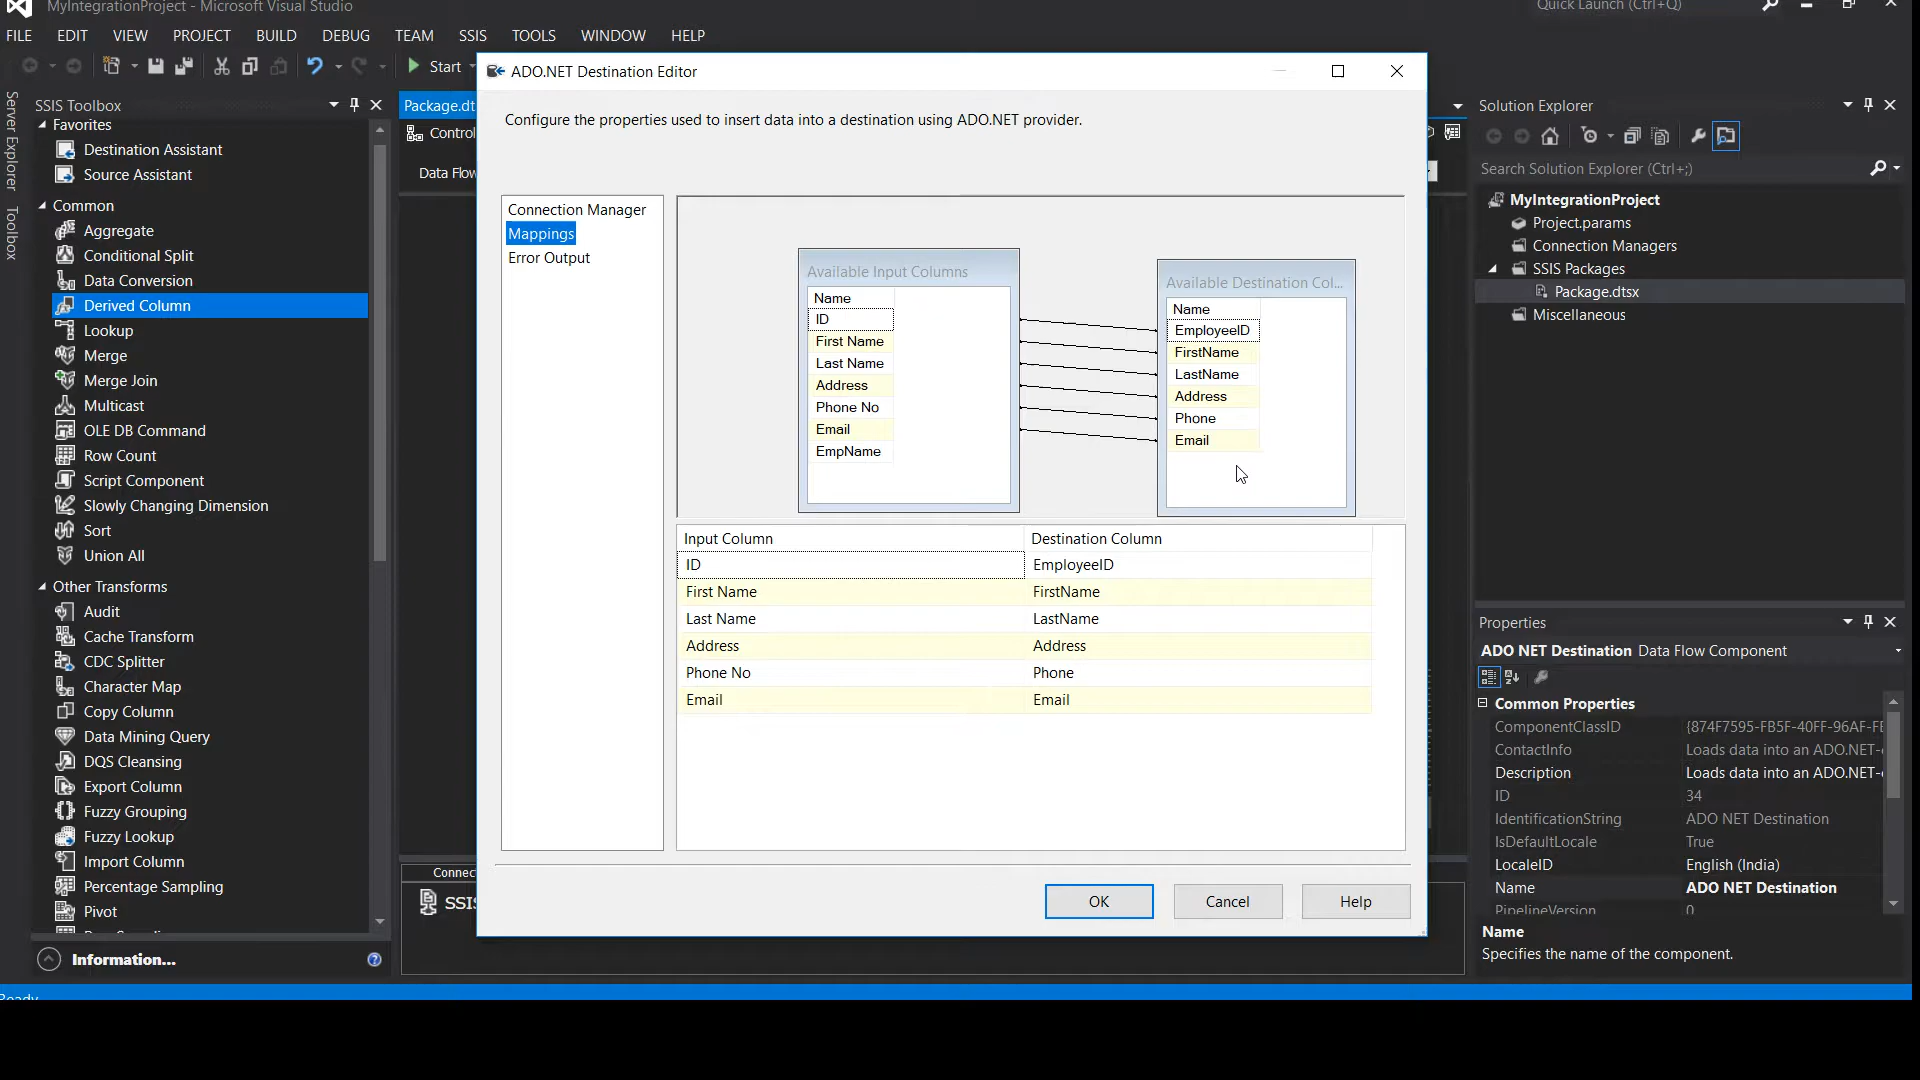 MyIntegrationProject - Microsoft Visual Studio
Quick Launch (Ctrl+Q)
FILE EDIT VIEW PROJECT BUILD DEBUG TEAM SSIS TOOLS WINDOW HELP
Start
Server Explorer
Toolbox
SSIS Toolbox
Favorites
Destination Assistant
Source Assistant
Common
Aggregate
Conditional Split
Data Conversion
Derived Column
Lookup
Merge
Merge Join
Multicast
OLE DB Command
Row Count
Script Component
Slowly Changing Dimension
Sort
Union All
Other Transforms
Audit
Cache Transform
CDC Splitter
Character Map
Copy Column
Data Mining Query
DQS Cleansing
Export Column
Fuzzy Grouping
Fuzzy Lookup
Import Column
Percentage Sampling
Pivot
Information...
Ready
Package.dt
Control
Data Flow
Connec
SSIS
ADO.NET Destination Editor
Configure the properties used to insert data into a destination using ADO.NET provider.
Connection Manager
Mappings
Error Output
Available Input Columns
Name
ID
First Name
Last Name
Address
Phone No
Email
EmpName
Available Destination Col...
Name
EmployeeID
FirstName
LastName
Address
Phone
Email
Input Column Destination Column
ID EmployeeID
First Name FirstName
Last Name LastName
Address Address
Phone No Phone
Email Email
OK Cancel Help
Solution Explorer
Search Solution Explorer (Ctrl+;)
MyIntegrationProject
Project.params
Connection Managers
SSIS Packages
Package.dtsx
Miscellaneous
Properties
ADO NET Destination Data Flow Component
Common Properties
ComponentClassID {874F7595-FB5F-40FF-96AF-FB
ContactInfo Loads data into an ADO.NET-c
Description Loads data into an ADO.NET-c
ID 34
IdentificationString ADO NET Destination
IsDefaultLocale True
LocaleID English (India)
Name ADO NET Destination
PipelineVersion 0
Name
Specifies the name of the component.